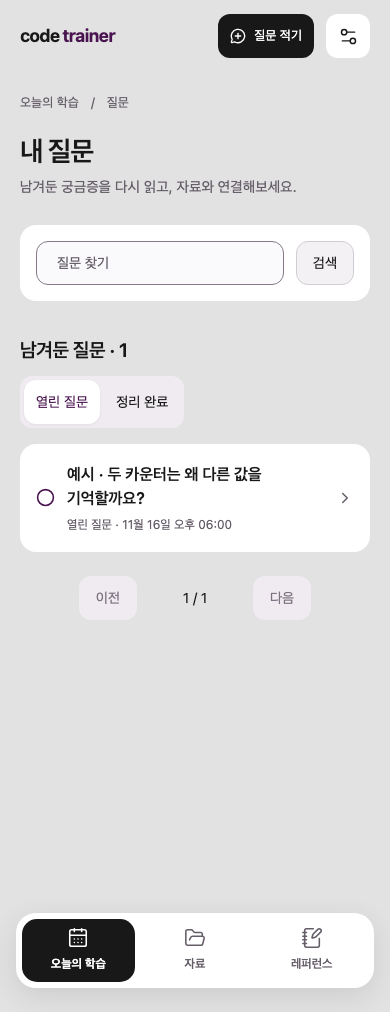 code trainer
질문 적기
오늘의 학습 / 질문
내 질문
남겨둔 궁금증을 다시 읽고, 자료와 연결해보세요.
질문 찾기
검색
남겨둔 질문 · 1
열린 질문
정리 완료
예시 · 두 카운터는 왜 다른 값을
기억할까요?
열린 질문 · 11월 16일 오후 06:00
이전
1 / 1
다음
오늘의 학습
자료
레퍼런스